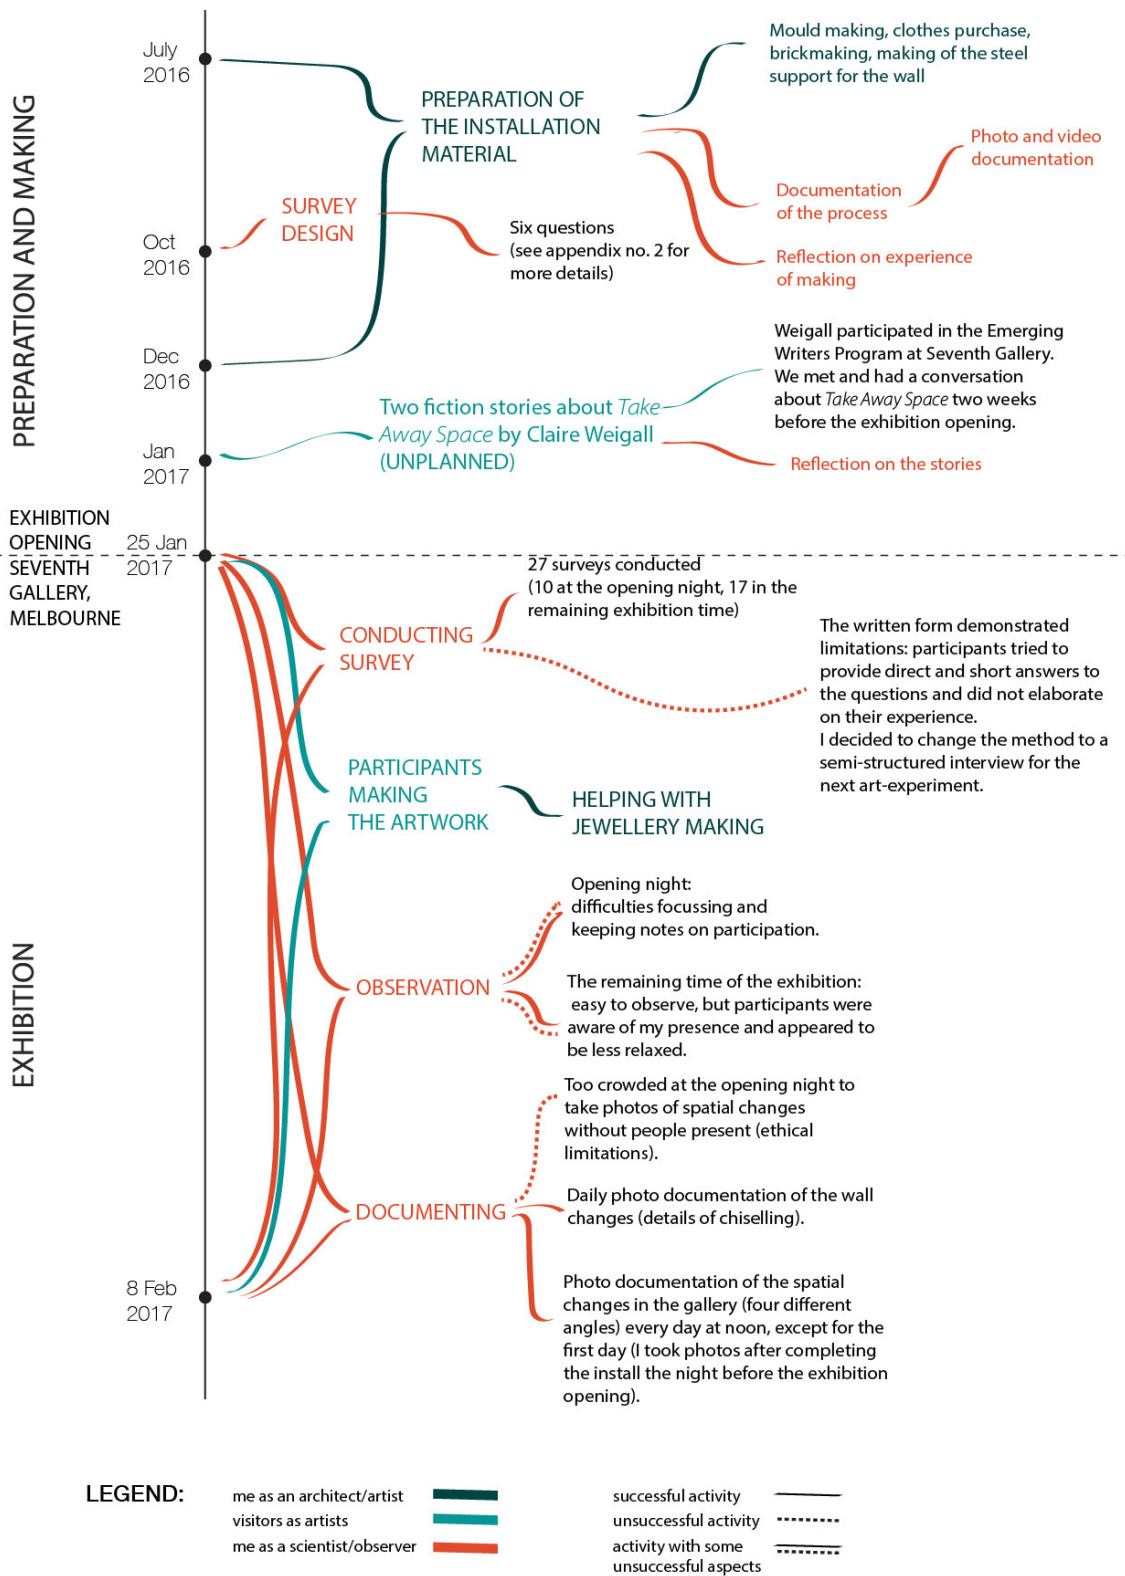 PREPARATION AND MAKING
July
2016
PREPARATION OF
THE INSTALLATION
MATERIAL
Mould making, clothes purchase,
brickmaking, making of the steel
support for the wall
Photo and video
documentation
Documentation
of the process
Reflection on experience
of making
SURVEY
DESIGN
Oct
2016
Six questions
(see appendix no. 2 for
more details)
Dec
2016
Two fiction stories about Take
Away Space by Claire Weigall
(UNPLANNED)
Weigall participated in the Emerging
Writers Program at Seventh Gallery.
We met and had a conversation
about Take Away Space two weeks
before the exhibition opening.
Reflection on the stories
Jan
2017
EXHIBITION
OPENING
SEVENTH
GALLERY,
MELBOURNE
25 Jan
2017
EXHIBITION
CONDUCTING
SURVEY
27 surveys conducted
(10 at the opening night, 17 in the
remaining exhibition time)
The written form demonstrated
limitations: participants tried to
provide direct and short answers to
the questions and did not elaborate
on their experience.
I decided to change the method to a
semi-structured interview for the
next art-experiment.
PARTICIPANTS
MAKING
THE ARTWORK
HELPING WITH
JEWELLERY MAKING
OBSERVATION
Opening night:
difficulties focussing and
keeping notes on participation.
The remaining time of the exhibition:
easy to observe, but participants were
aware of my presence and appeared to
be less relaxed.
DOCUMENTING
Too crowded at the opening night to
take photos of spatial changes
without people present (ethical
limitations).
Daily photo documentation of the wall
changes (details of chiselling).
Photo documentation of the spatial
changes in the gallery (four different
angles) every day at noon, except for the
first day (I took photos after completing
the install the night before the exhibition
opening).
8 Feb
2017
LEGEND:
me as an architect/artist
visitors as artists
me as a scientist/observer
successful activity
unsuccessful activity
activity with some
unsuccessful aspects